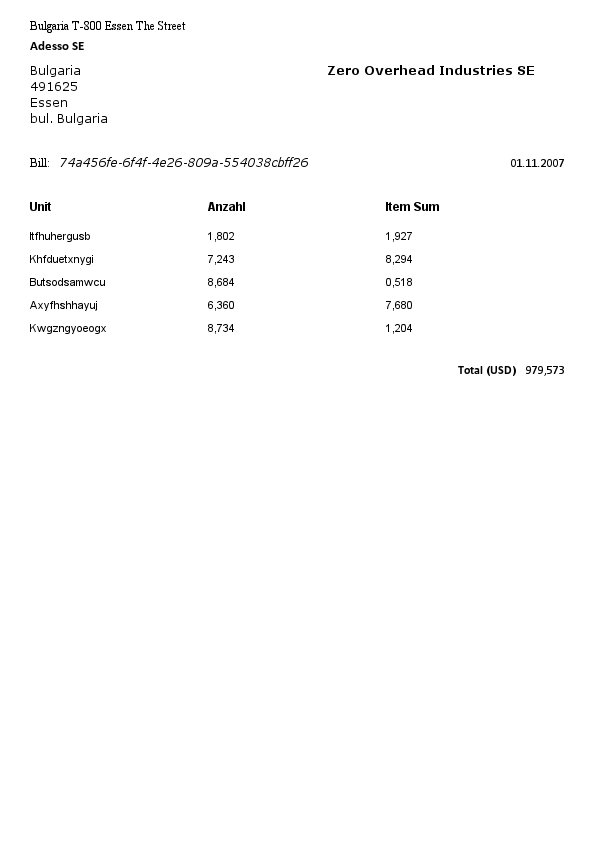 Bulgaria T-800 Essen The Street
Adesso SE
Bulgaria
Zero Overhead Industries SE
491625
Essen
bul. Bulgaria
Bill: 74a456fe-6f4f-4e26-809a-554038cbff26 01.11.2007
Unit Anzahl Item Sum
Itfhuhergusb 1,802 1,927
Khfduetxnygi 7,243 8,294
Butsodsamwcu 8,684 0,518
Axyfhshhayuj 6,360 7,680
Kwgzngyoeogx 8,734 1,204
Total (USD) 979,573